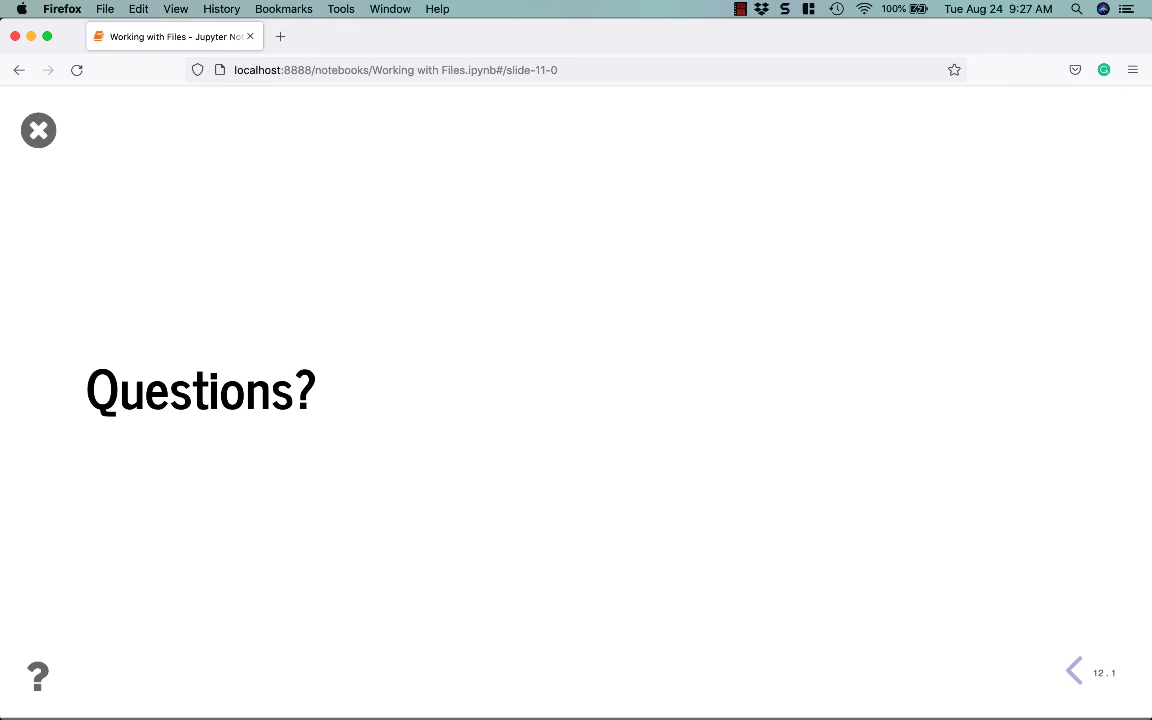 Firefox File Edit View History Bookmarks Tools Window Help 100% Tue Aug 24 9:27 AM
Working with Files - Jupyter Not
localhost:8888/notebooks/Working with Files.ipynb#/slide-11-0
Questions?
?
12.1